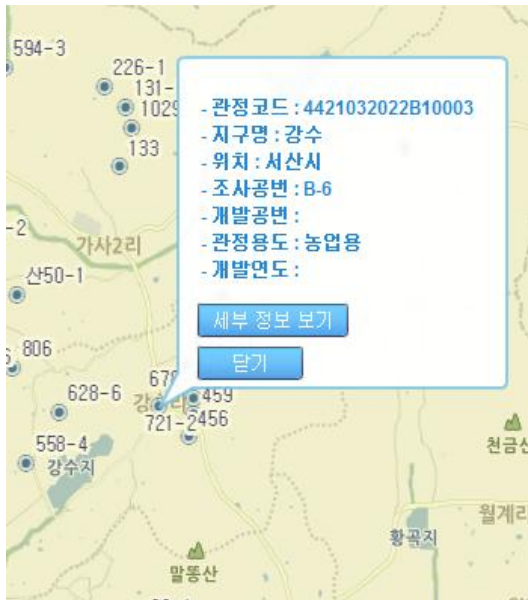 594-3
226-1
131-
1029
133
- 관정코드 : 4421032022B10003
- 지구명 : 강수
- 위치 : 서산시
- 조사공번 : B-6
- 개발공번 :
- 관정용도 : 농업용
- 개발연도 :
세부 정보 보기
닫기
-2
가사2리
산50-1
806
628-6
459
721-2
456
558-4
강수지
천금산
월계리
황곡지
말똥산